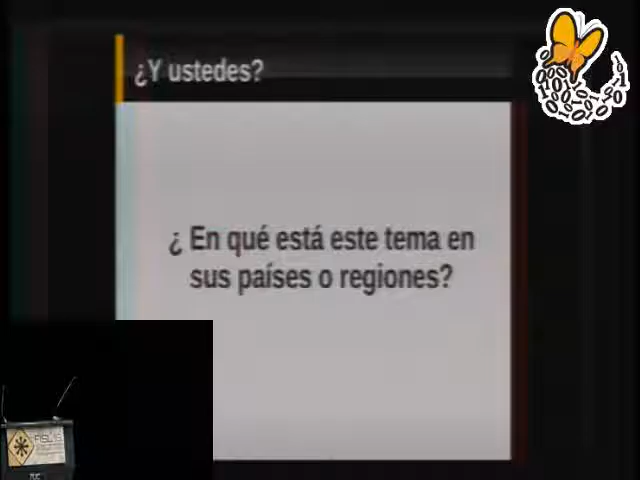 ¿Y ustedes?
¿ En qué está este tema en
sus países o regiones?